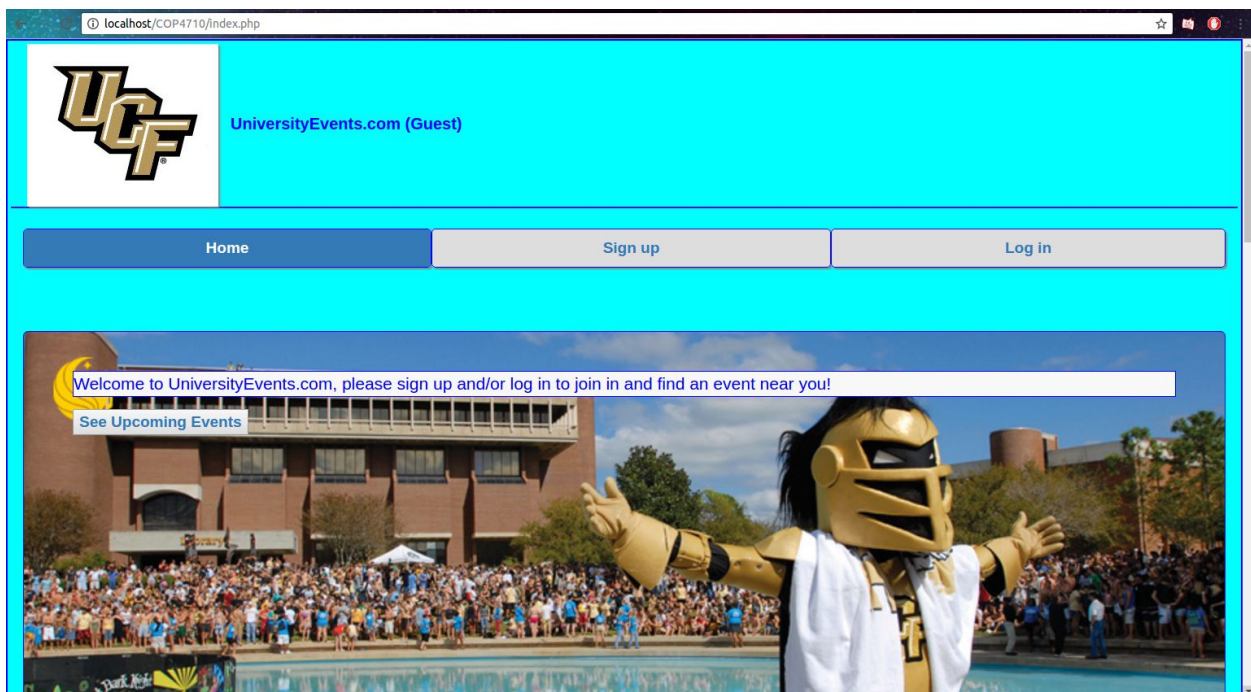 localhost/COP4710/index.php
UCF
®
UniversityEvents.com (Guest)
Home
Sign up
Log in
Welcome to UniversityEvents.com, please sign up and/or log in to join in and find an event near you!
See Upcoming Events
Library